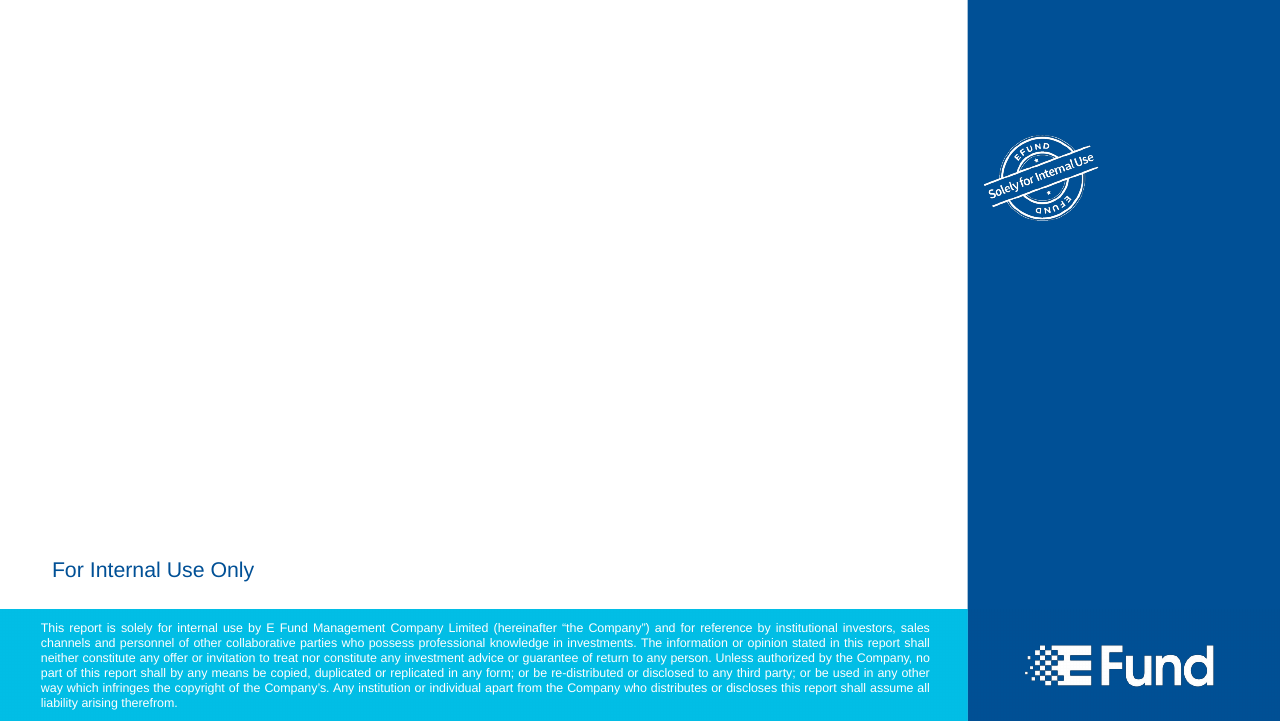 EFUND
Solely for Internal Use
EFUND
For Internal Use Only
This report is solely for internal use by E Fund Management Company Limited (hereinafter “the Company”) and for reference by institutional investors, sales
channels and personnel of other collaborative parties who possess professional knowledge in investments. The information or opinion stated in this report shall
neither constitute any offer or invitation to treat nor constitute any investment advice or guarantee of return to any person. Unless authorized by the Company, no
part of this report shall by any means be copied, duplicated or replicated in any form; or be re-distributed or disclosed to any third party; or be used in any other
way which infringes the copyright of the Company’s. Any institution or individual apart from the Company who distributes or discloses this report shall assume all
liability arising therefrom.
E Fund